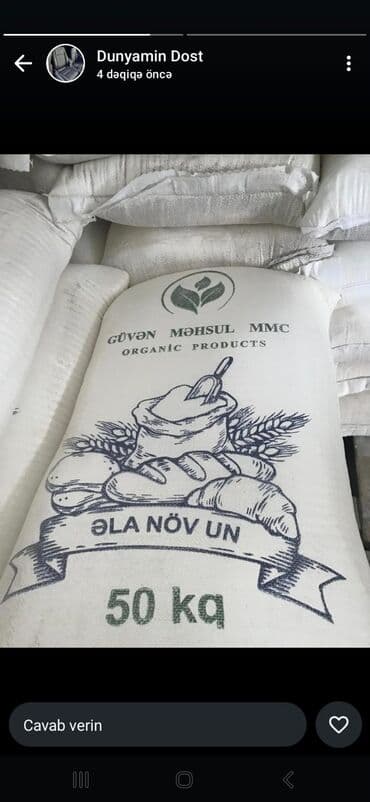 Dunyamin Dost
4 dəqiqə öncə
GÜVƏN MƏHSUL MMC
ORGANİC PRODUCTS
ƏLA NÖV UN
50 kq
Cavab verin